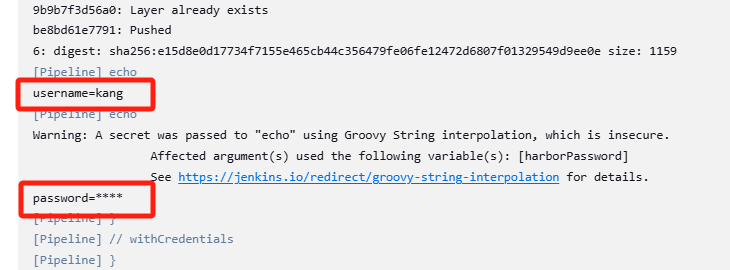 9b9b7f3d56a0: Layer already exists
be8bd61e7791: Pushed
6: digest: sha256:e15d8e0d17734f7155e465cb44c356479fe06fe12472d6807f01329549d9ee0e size: 1159
[Pipeline] echo
username=kang
[Pipeline] echo
Warning: A secret was passed to "echo" using Groovy String interpolation, which is insecure.
Affected argument(s) used the following variable(s): [harborPassword]
See https://jenkins.io/redirect/groovy-string-interpolation for details.
password=****
[Pipeline] }
[Pipeline] // withCredentials
[Pipeline] }